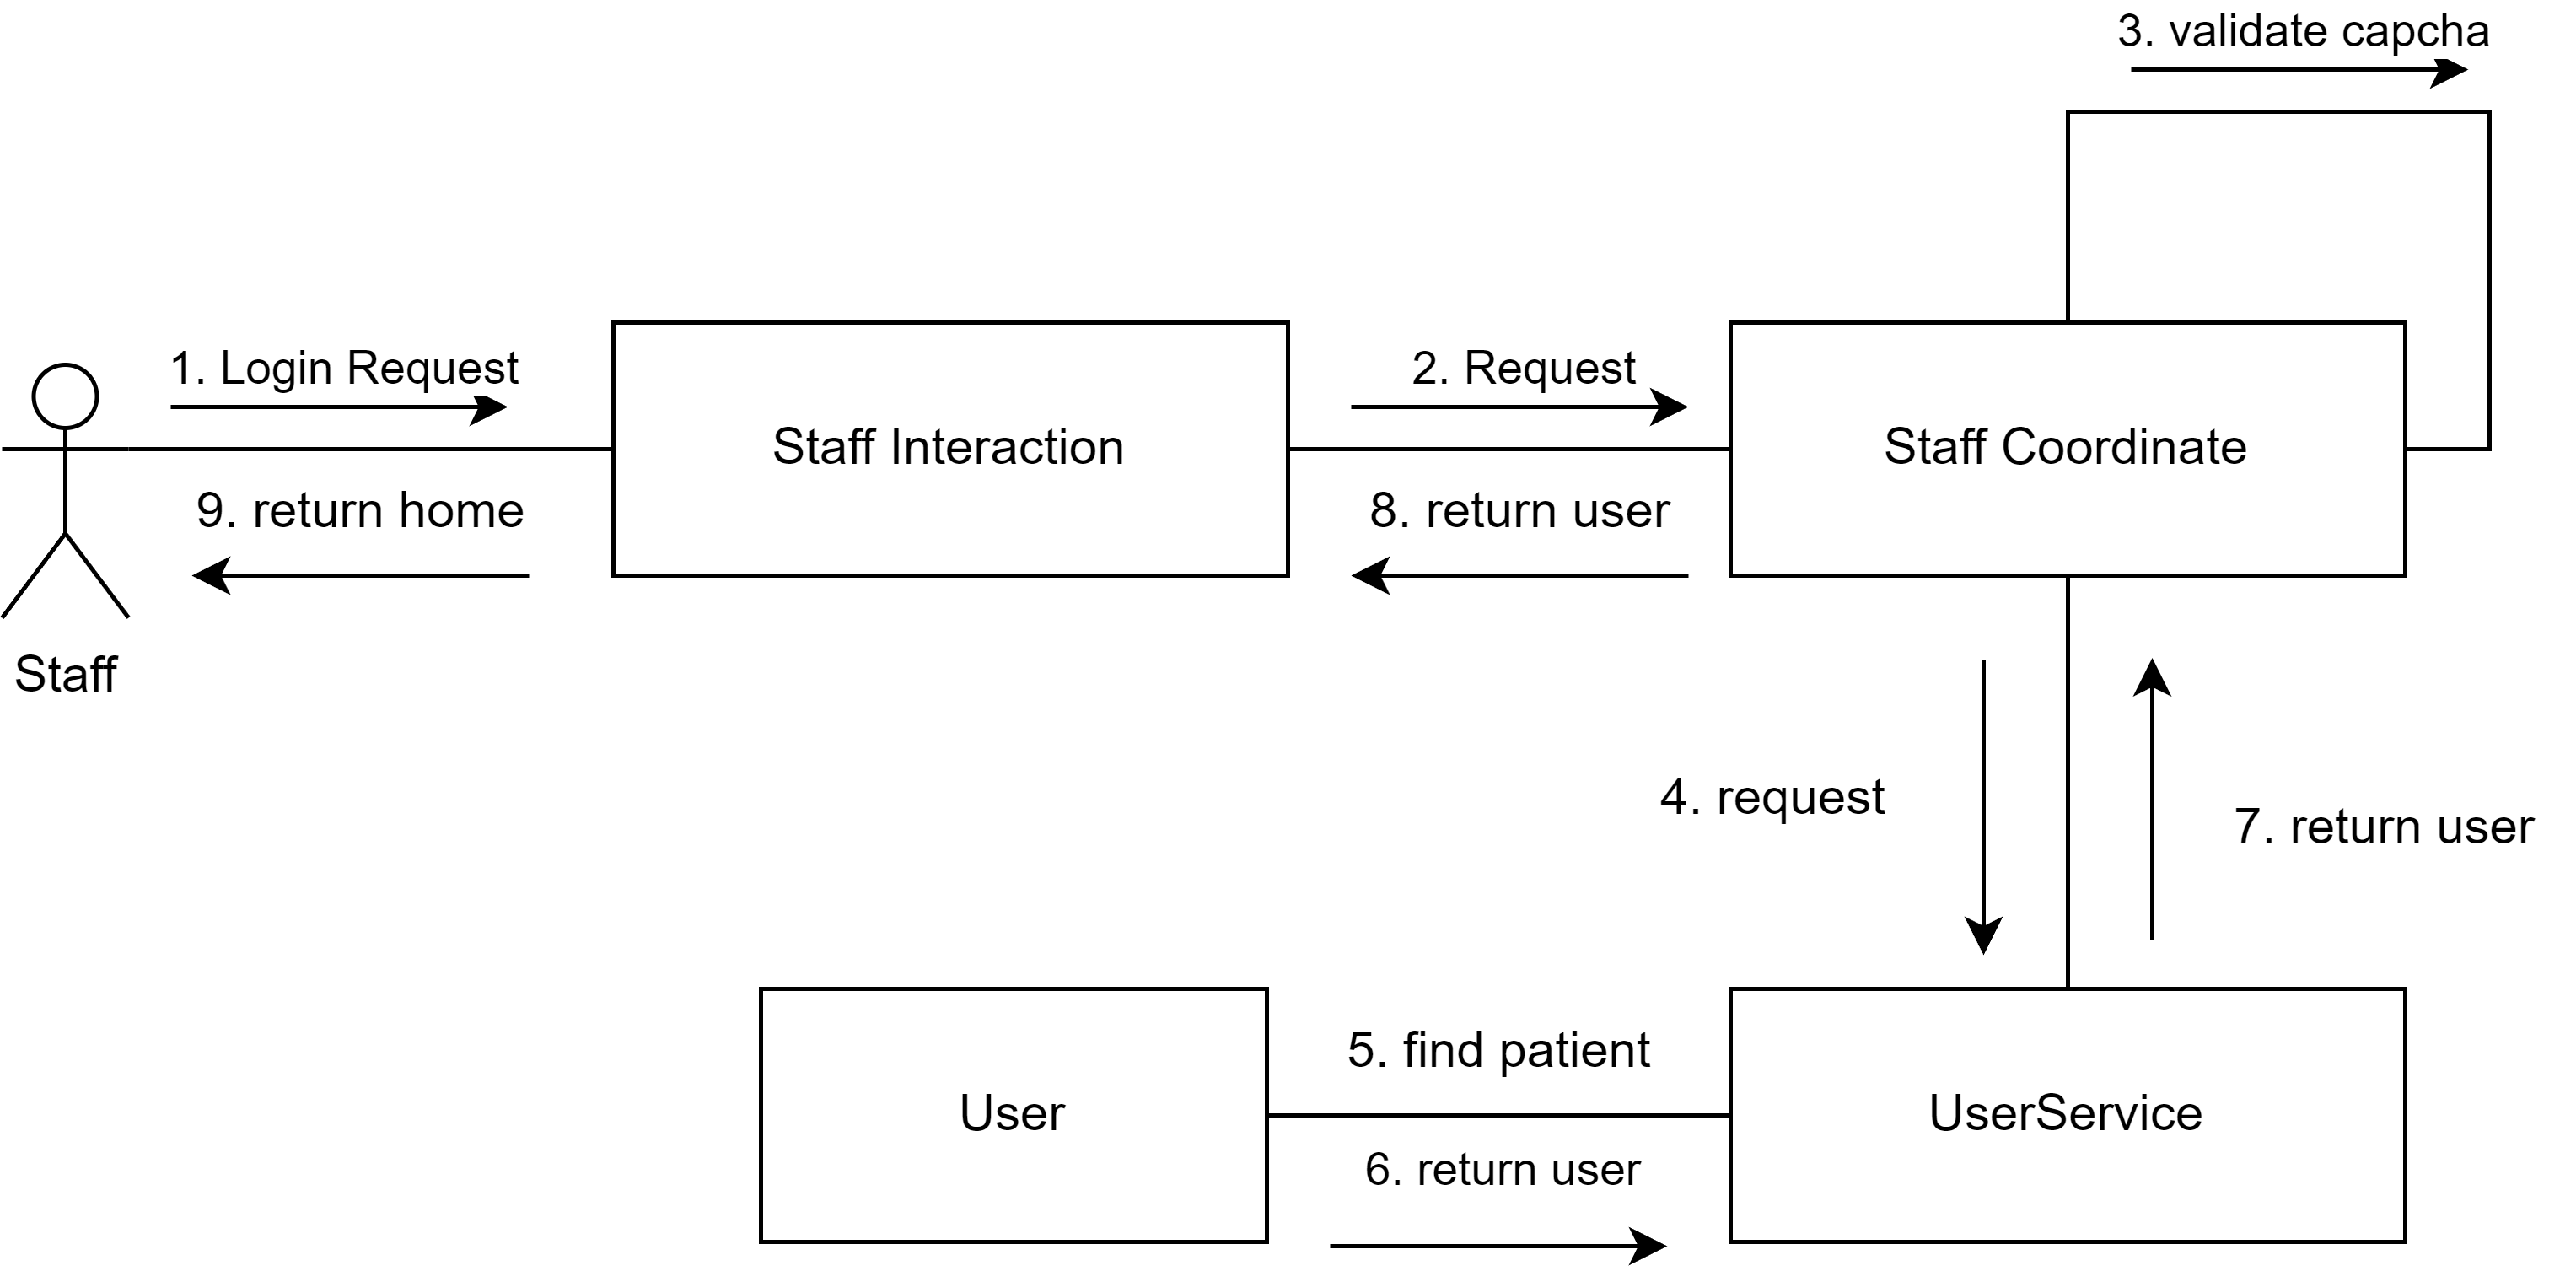 3. validate capcha
1. Login Request
2. Request
Staff Interaction
Staff Coordinate
9. return home
8. return user
Staff
4. request
7. return user
5. find patient
User
UserService
6. return user